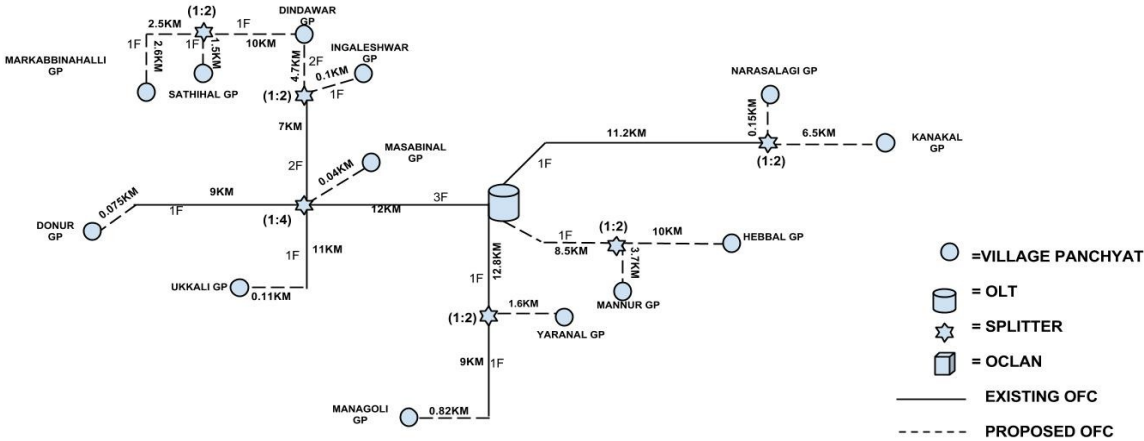 (1:2)
DINDAWAR
GP
2.5KM
1F
10KM
1F
2.6KM
1F
1.5KM
MARKABBINAHALLI
GP
SATHIHAL GP
4.7KM
2F
INGALESHWAR
GP
0.1KM
1F
(1:2)
7KM
2F
MASABINAL
GP
0.04KM
9KM
1F
0.075KM
DONUR
GP
(1:4)
12KM
3F
1F
11KM
UKKALI GP
0.11KM
NARASALAGI GP
0.15KM
11.2KM
1F
6.5KM
KANAKAL
GP
(1:2)
(1:2)
1F
8.5KM
10KM
HEBBAL GP
3.7KM
MANNUR GP
12.8KM
1F
(1:2)
1.6KM
YARANAL GP
9KM
1F
MANAGOLI
GP
0.82KM
=VILLAGE PANCHYAT
= OLT
= SPLITTER
= OCLAN
EXISTING OFC
PROPOSED OFC